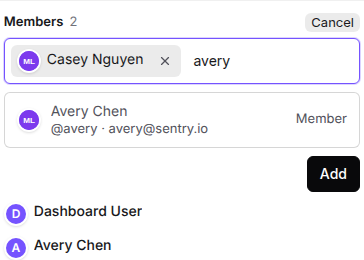 Members 2
Cancel
ML Casey Nguyen × avery
ML Avery Chen
@avery · avery@sentry.io
Member
Add
D Dashboard User
A Avery Chen